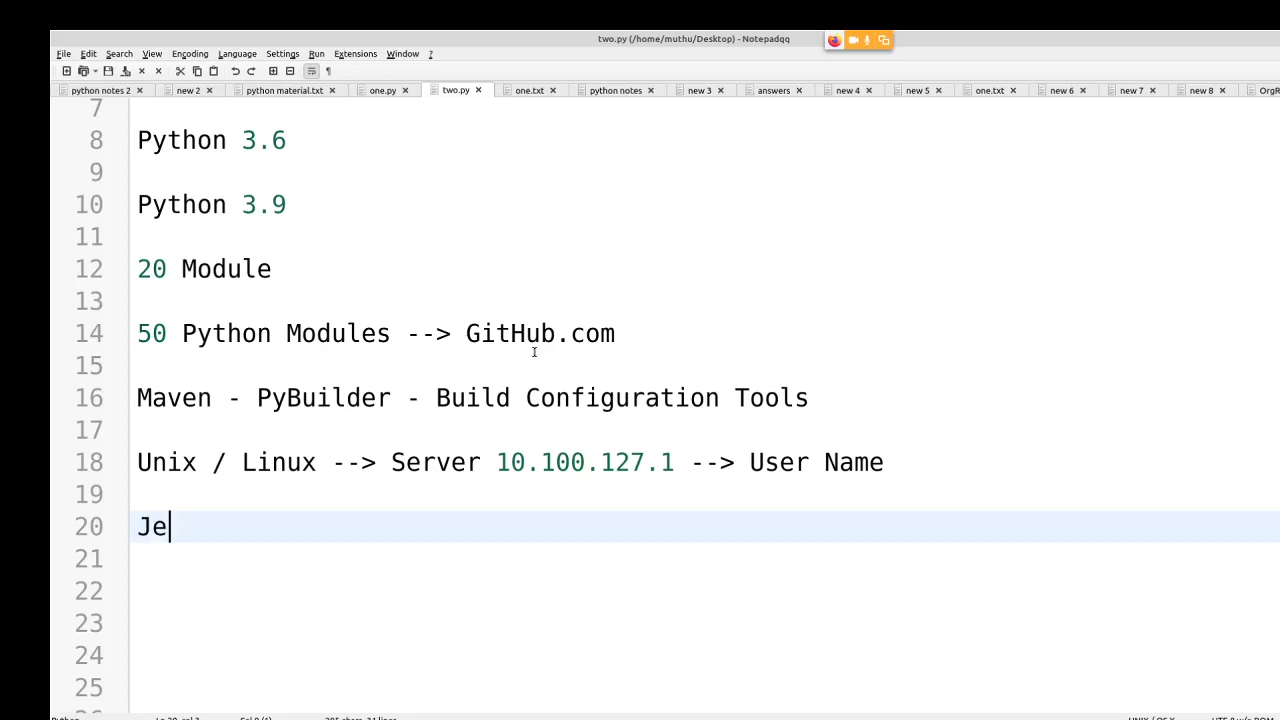 two.py (/home/muthu/Desktop) - Notepadqq
File Edit Search View Encoding Language Settings Run Extensions Window ?
python notes 2 new 2 python material.txt one.py two.py one.txt python notes new 3 answers new 4 new 5 one.txt new 6 new 7 new 8 OrgR
7
8 Python 3.6
9
10 Python 3.9
11
12 20 Module
13
14 50 Python Modules --> GitHub.com
15
16 Maven - PyBuilder - Build Configuration Tools
17
18 Unix / Linux --> Server 10.100.127.1 --> User Name
19
20 Je
21
22
23
24
25